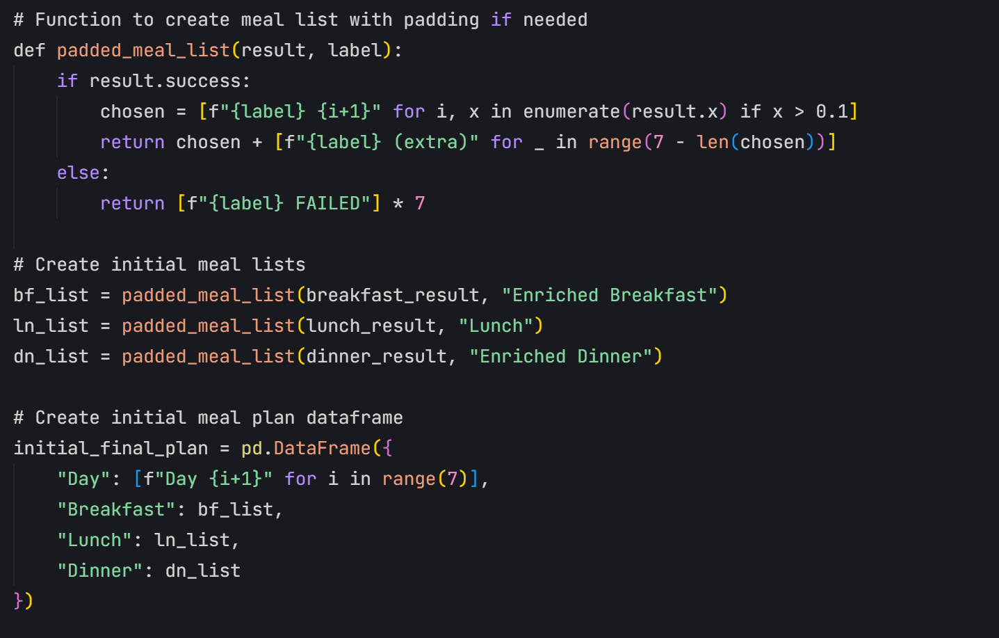 # Function to create meal list with padding if needed
def padded_meal_list(result, label):
    if result.success:
        chosen = [f"{label} {i+1}" for i, x in enumerate(result.x) if x > 0.1]
        return chosen + [f"{label} (extra)" for _ in range(7 - len(chosen))]
    else:
        return [f"{label} FAILED"] * 7

# Create initial meal lists
bf_list = padded_meal_list(breakfast_result, "Enriched Breakfast")
ln_list = padded_meal_list(lunch_result, "Lunch")
dn_list = padded_meal_list(dinner_result, "Enriched Dinner")

# Create initial meal plan dataframe
initial_final_plan = pd.DataFrame({
    "Day": [f"Day {i+1}" for i in range(7)],
    "Breakfast": bf_list,
    "Lunch": ln_list,
    "Dinner": dn_list
})